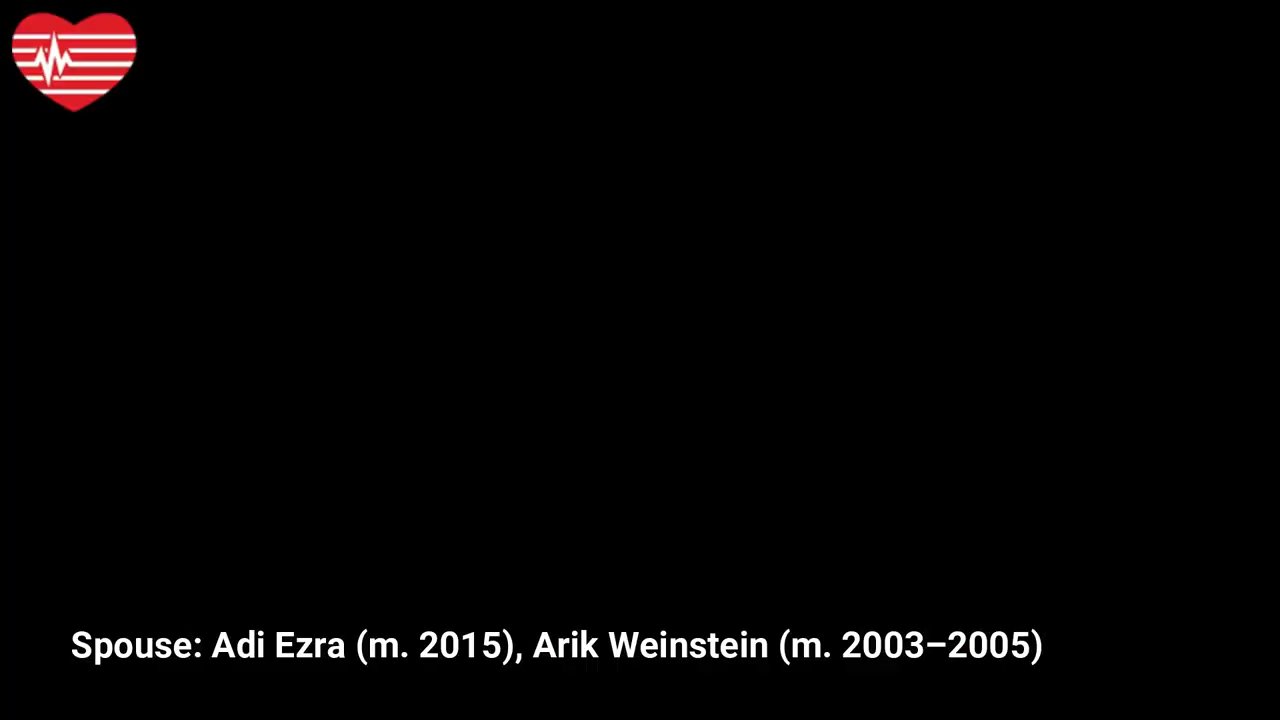 Spouse: Adi Ezra (m. 2015), Arik Weinstein (m. 2003–2005)